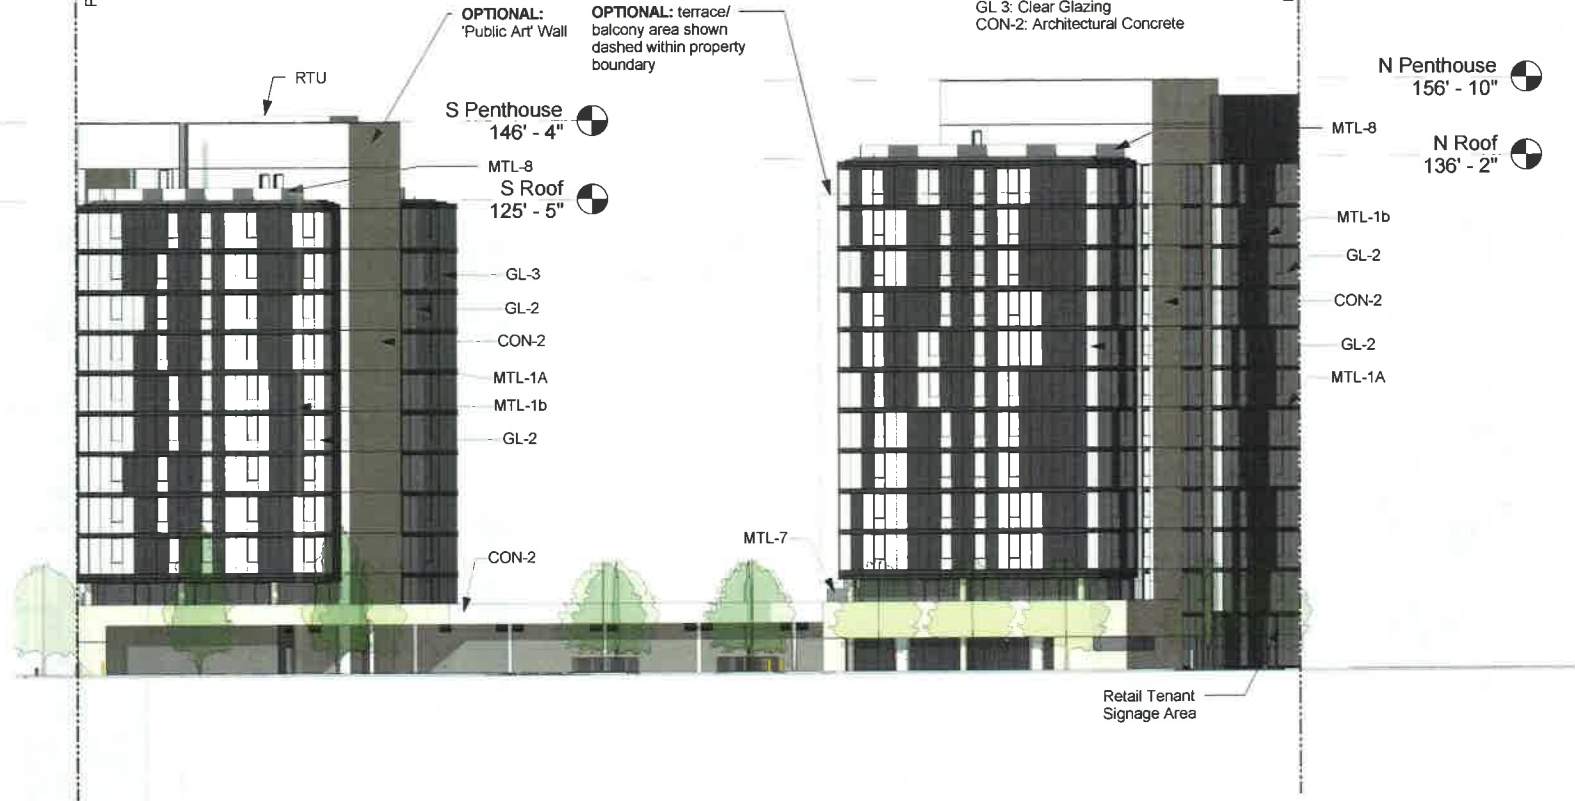 GL 3: Clear Glazing
CON-2: Architectural Concrete
OPTIONAL:
'Public Art' Wall
OPTIONAL: terrace/
balcony area shown
dashed within property
boundary
RTU
S Penthouse
146' - 4"
MTL-8
S Roof
125' - 5"
GL-3
GL-2
CON-2
MTL-1A
MTL-1b
GL-2
CON-2
MTL-7
N Penthouse
156' - 10"
MTL-8
N Roof
136' - 2"
MTL-1b
GL-2
CON-2
GL-2
MTL-1A
Retail Tenant
Signage Area